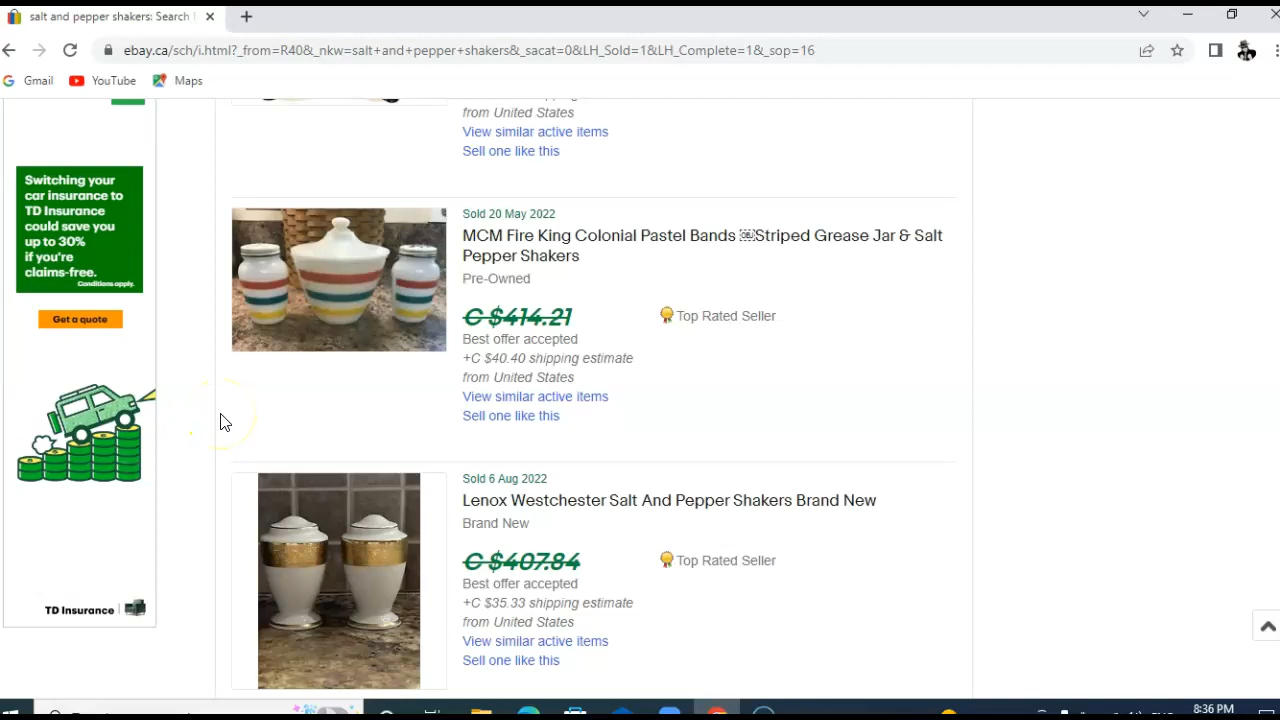 salt and pepper shakers: Search
ebay.ca/sch/i.html?_from=R40&_nkw=salt+and+pepper+shakers&_sacat=0&LH_Sold=1&LH_Complete=1&_sop=16
Gmail
YouTube
Maps
from United States
View similar active items
Sell one like this
Switching your
car insurance to
TD Insurance
could save you
up to 30%
if you're
claims-free.
Conditions apply.
Get a quote
TD Insurance
Sold 20 May 2022
MCM Fire King Colonial Pastel Bands ￼Striped Grease Jar & Salt
Pepper Shakers
Pre-Owned
C $414.21
Top Rated Seller
Best offer accepted
+C $40.40 shipping estimate
from United States
View similar active items
Sell one like this
Sold 6 Aug 2022
Lenox Westchester Salt And Pepper Shakers Brand New
Brand New
C $407.84
Top Rated Seller
Best offer accepted
+C $35.33 shipping estimate
from United States
View similar active items
Sell one like this
8:36 PM